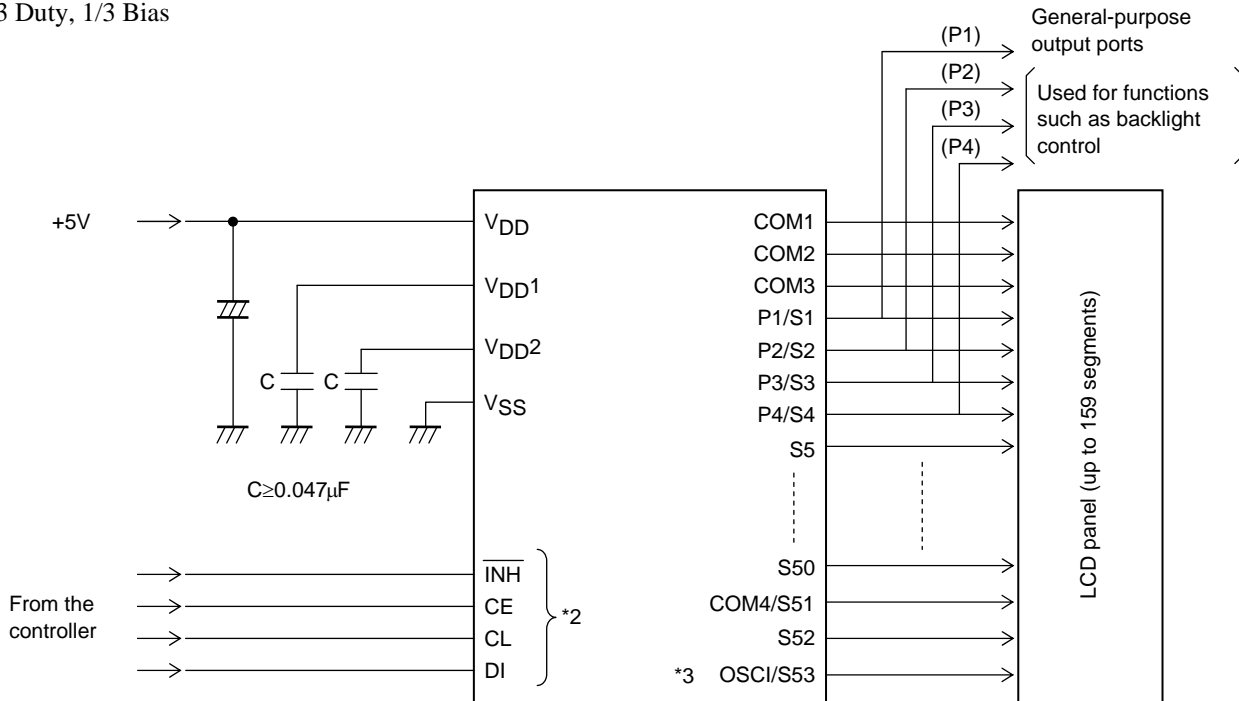 3 Duty, 1/3 Bias
General-purpose
output ports
(P1)
(P2)
(P3)
(P4)
Used for functions
such as backlight
control
+5V
VDD
VDD1
VDD2
VSS
C
C
C≥0.047μF
From the
controller
INH
CE
CL
DI
*2
COM1
COM2
COM3
P1/S1
P2/S2
P3/S3
P4/S4
S5
S50
COM4/S51
S52
*3 OSCI/S53
LCD panel (up to 159 segments)